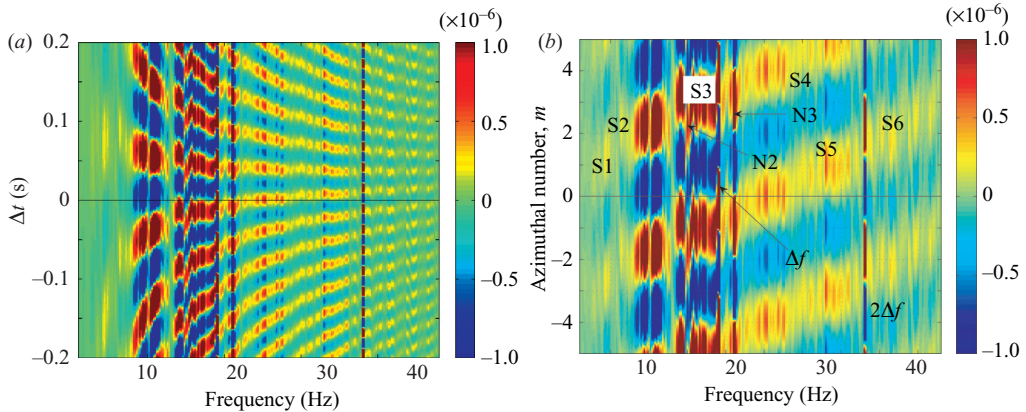 (×10−6)
(a)
0.2
0.1
0
−0.1
−0.2
Δt (s)
10
20
30
40
Frequency (Hz)
1.0
0.5
0
−0.5
−1.0
(×10−6)
(b)
4
2
0
−2
−4
Azimuthal number, m
S1
S2
S3
S4
N3
N2
S5
S6
Δf
2Δf
10
20
30
40
Frequency (Hz)
1.0
0.5
0
−0.5
−1.0